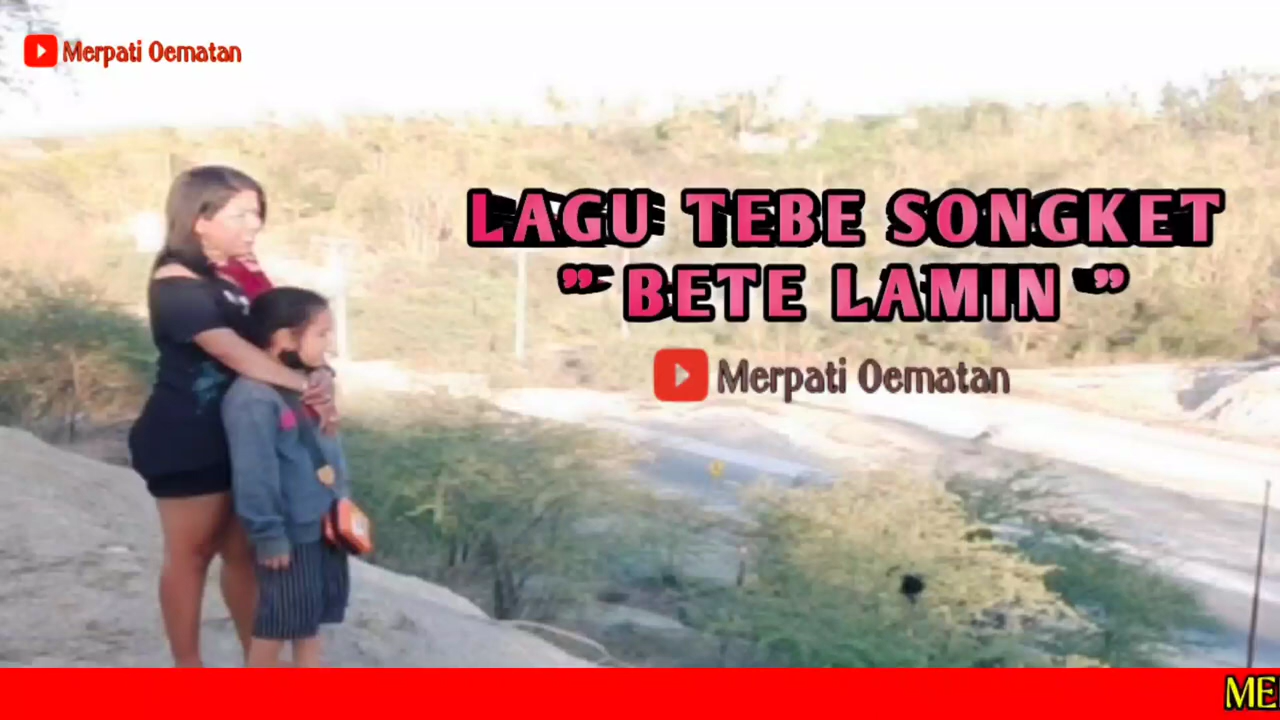 Merpati Oematan
LAGU TEBE SONGKET
" BETE LAMIN "
Merpati Oematan